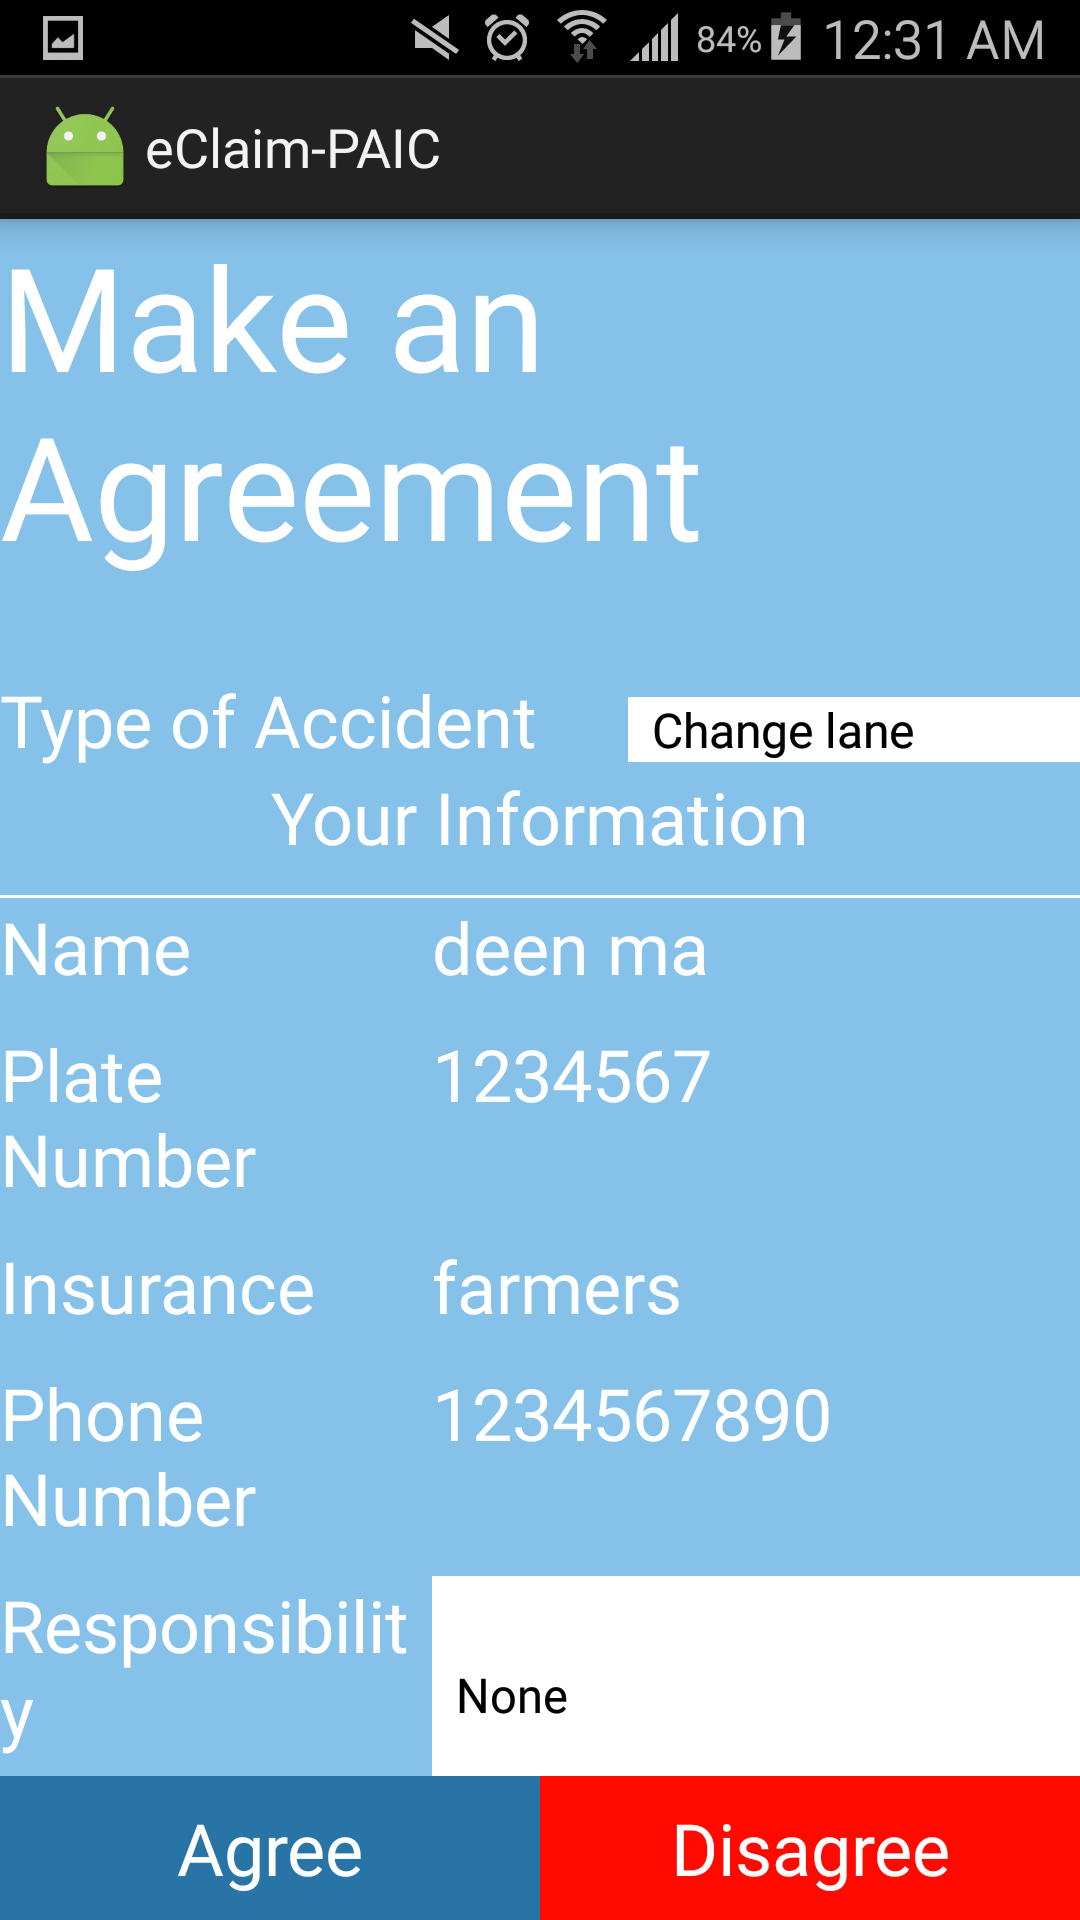 84% 12:31 AM
eClaim-PAIC
Make an
Agreement
Type of Accident Change lane
Your Information
Name deen ma
Plate 1234567
Number
Insurance farmers
Phone 1234567890
Number
Responsibilit
y
None
Agree Disagree